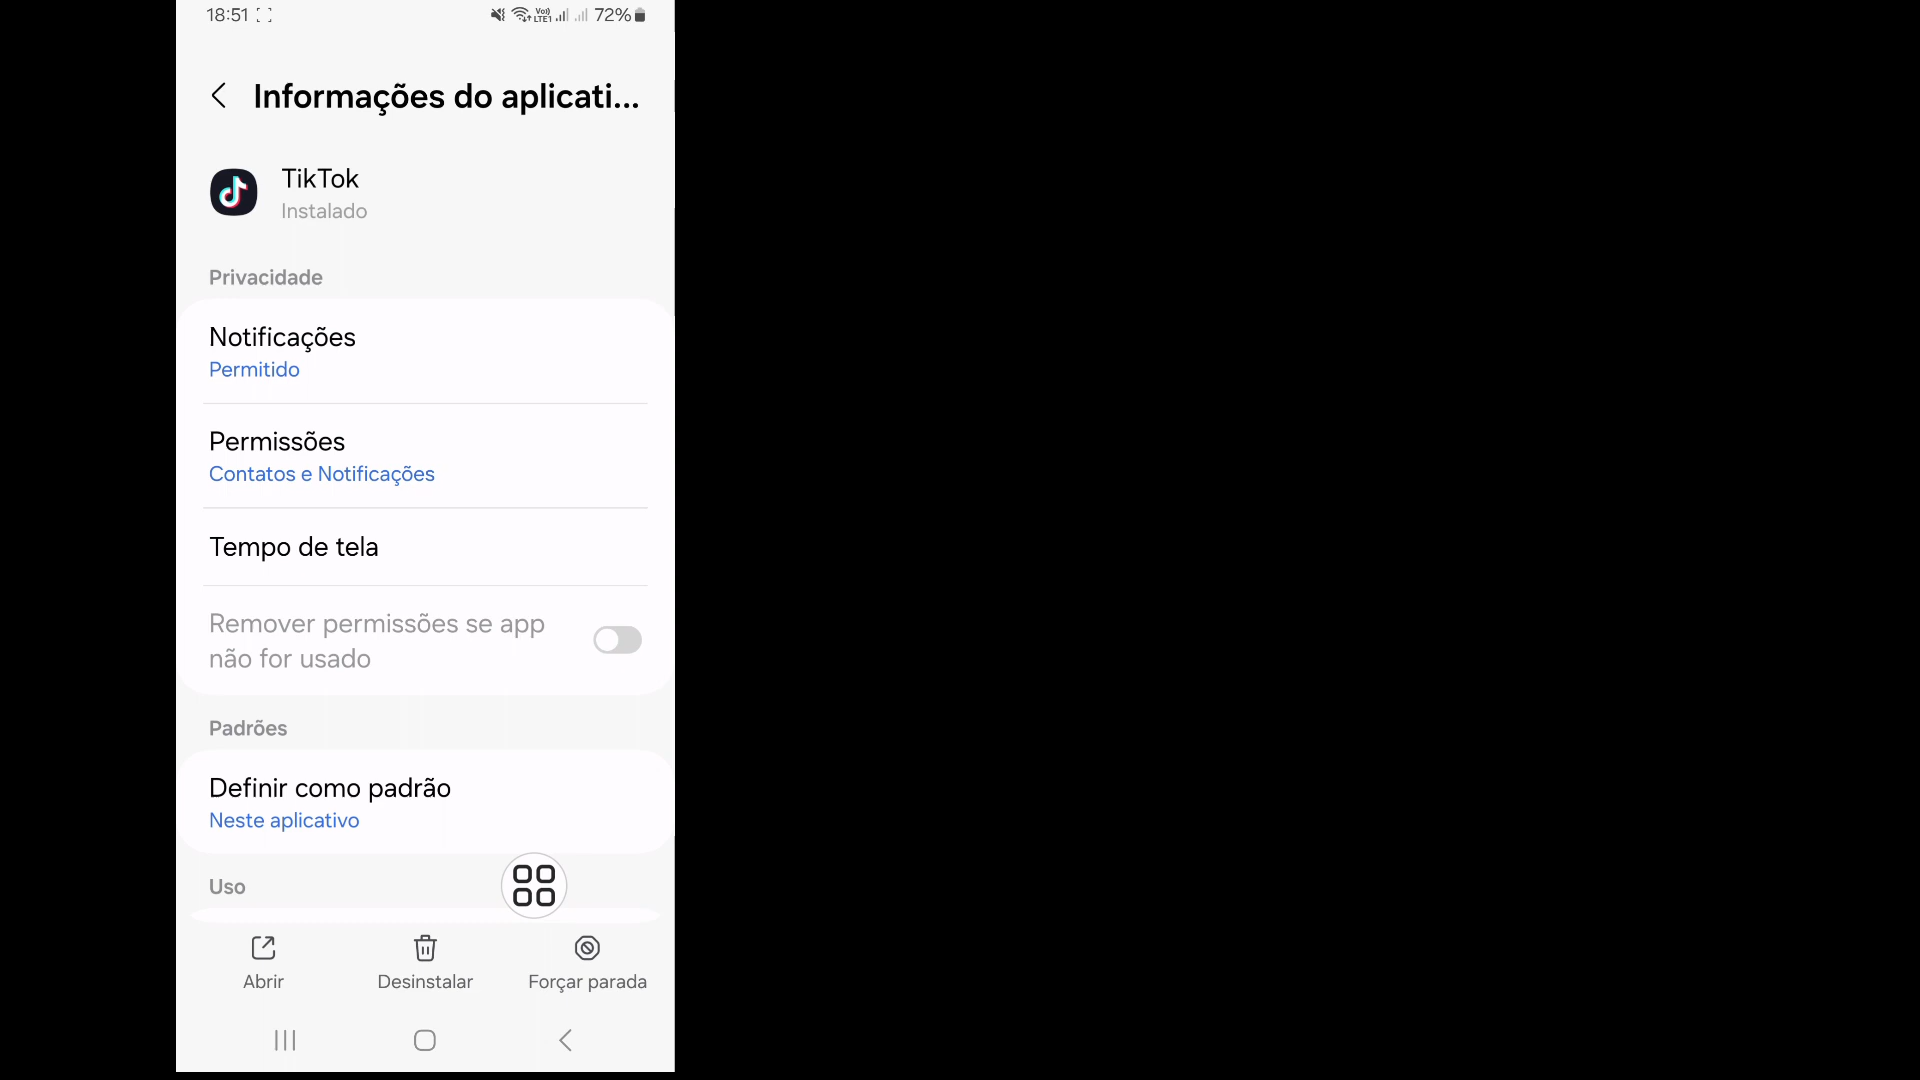 18:51 72%
Informações do aplicati...
TikTok
Instalado
Privacidade
Notificações
Permitido
Permissões
Contatos e Notificações
Tempo de tela
Remover permissões se app
não for usado
Padrões
Definir como padrão
Neste aplicativo
Uso
Abrir Desinstalar Forçar parada